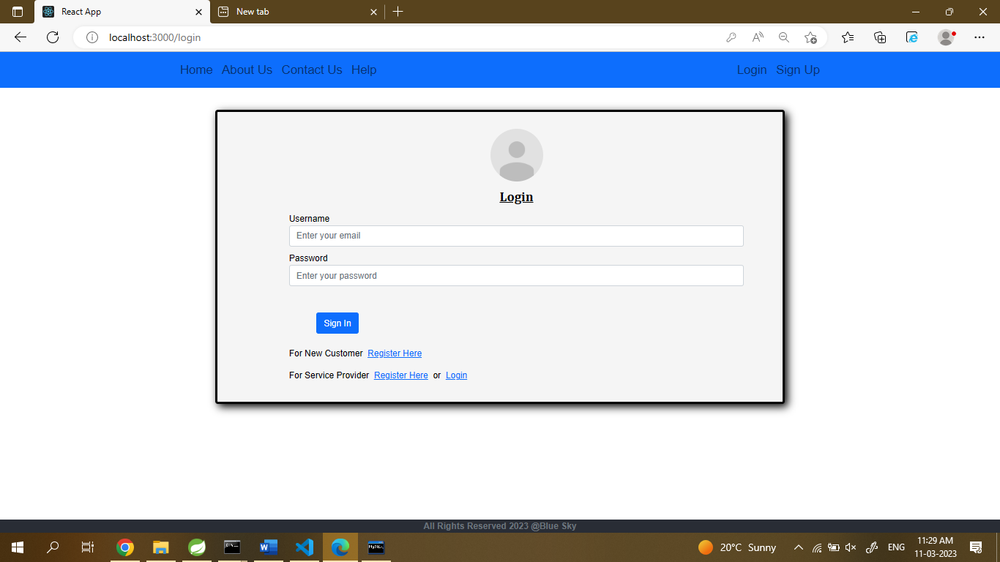 React App
New tab
localhost:3000/login
Home About Us Contact Us Help Login Sign Up
Login
Username
Enter your email
Password
Enter your password
Sign In
For New Customer Register Here
For Service Provider Register Here or Login
All Rights Reserved 2023 @Blue Sky
20°C Sunny ENG 11:29 AM
11-03-2023